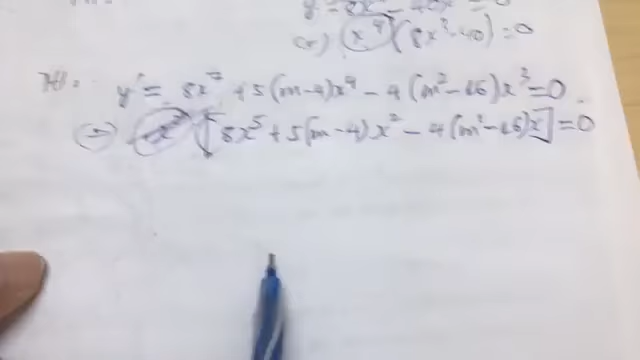 (=) x⁴(8x³-40) = 0
y' = 8x⁷ + 5(m-4)x⁴ - 4(m²-16)x³ = 0
(=) x² [8x⁵ + 5(m-4)x² - 4(m²-16)x] = 0